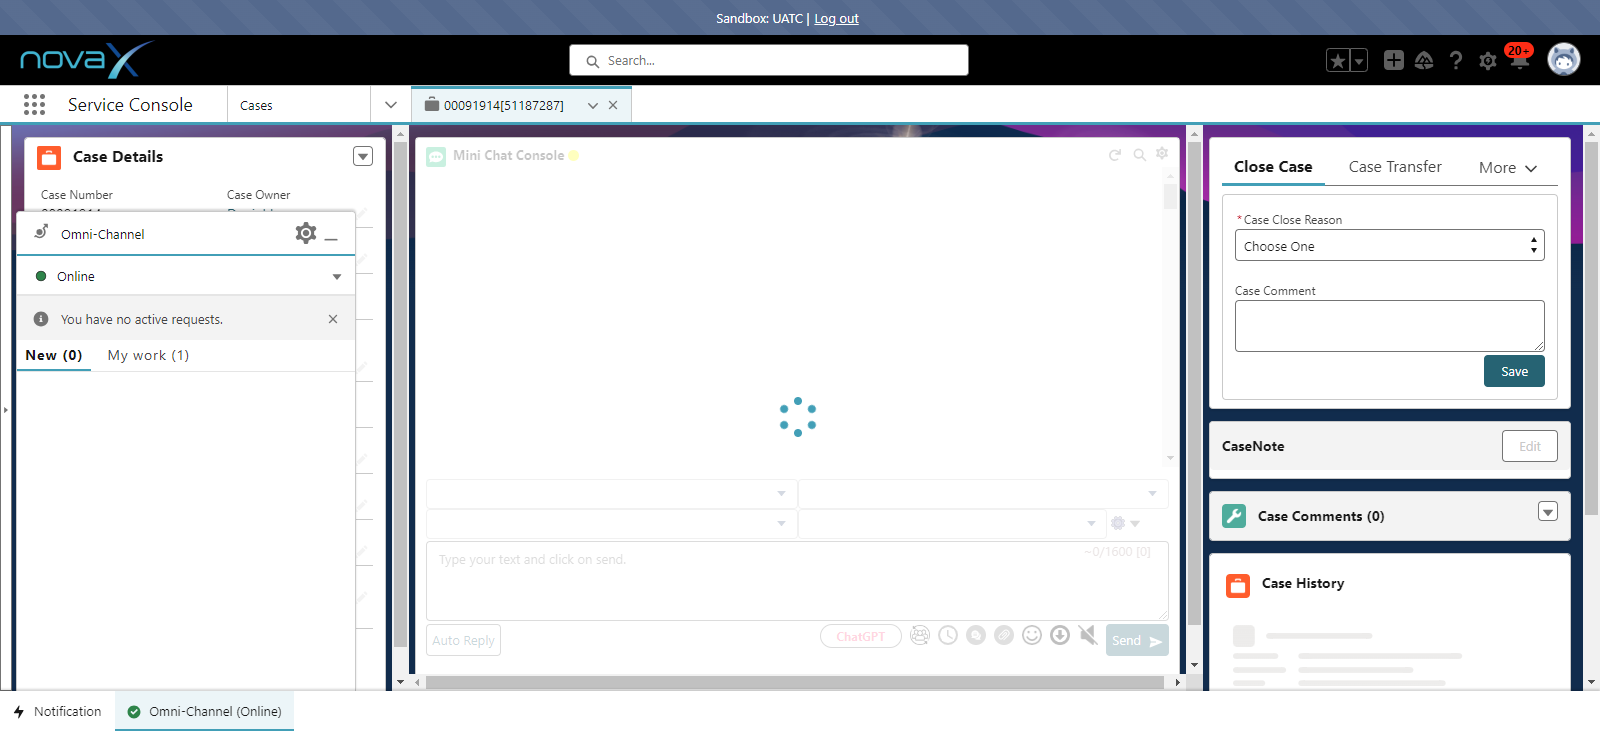 Sandbox: UATC | Log out
novaX
Search...
20+
Service Console
Cases
00091914[51187287]
Case Details
Case Number
Case Owner
Omni-Channel
Online
You have no active requests.
New (0)
My work (1)
Mini Chat Console
Type your text and click on send.
~0/1600 [0]
Auto Reply
ChatGPT
Send
Close Case
Case Transfer
More
*Case Close Reason
Choose One
Case Comment
Save
CaseNote
Edit
Case Comments (0)
Case History
Notification
Omni-Channel (Online)